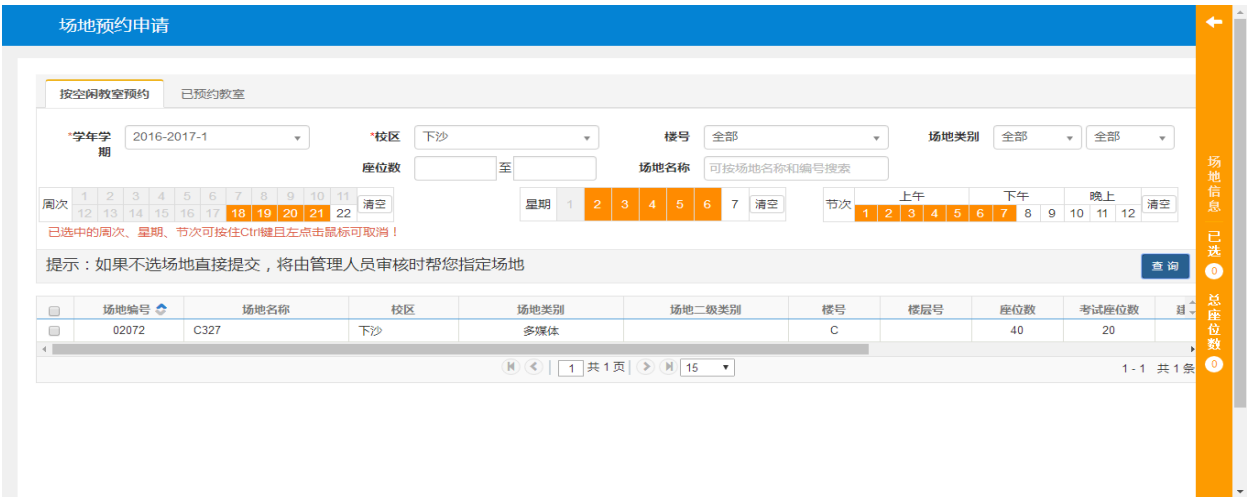 场地预约申请
按空闲教室预约 已预约教室
*学年学期 2016-2017-1 *校区 下沙 楼号 全部 场地类别 全部 全部
座位数 至 场地名称 可按场地名称和编号搜索
周次 1 2 3 4 5 6 7 8 9 10 11 清空
12 13 14 15 16 17 18 19 20 21 22
星期 1 2 3 4 5 6 7 清空
节次 上午 下午 晚上 清空
1 2 3 4 5 6 7 8 9 10 11 12
已选中的周次、星期、节次可按住Ctrl键且左点击鼠标可取消！
提示：如果不选场地直接提交，将由管理人员审核时帮您指定场地 查询
场地编号 场地名称 校区 场地类别 场地二级类别 楼号 楼层号 座位数 考试座位数
02072 C327 下沙 多媒体 C 40 20
1 共1页 15 1-1 共1条
场地信息 已选 0 总座位数 0